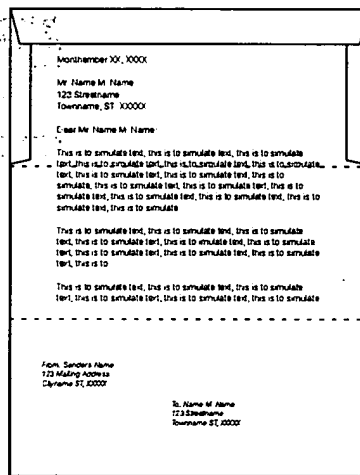 Monthember XX, XXXX
Mr. Name M. Name
123 Streetname
Townname, ST XXXXX
Dear Mr. Name M. Name
This is to simulate text, this is to simulate text, this is to simulate
text, this is to simulate text, this is to simulate text, this is to simulate
text, this is to simulate text, this is to simulate text, this is to
simulate, this is to simulate text, this is to simulate text, this is to
simulate text, this is to simulate text, this is to simulate text, this is to
simulate text, this is to simulate
This is to simulate text, this is to simulate text, this is to simulate
text, this is to simulate text, this is to simulate text, this is to simulate
text, this is to simulate text, this is to simulate text, this is to simulate
text, this is to
This is to simulate text, this is to simulate text, this is to simulate
text, this is to simulate text, this is to simulate text, this is to simulate
From: Senders Name
123 Mailing Address
Cityname ST, XXXXX
To: Name M. Name
123 Streetname
Townname ST, XXXXX